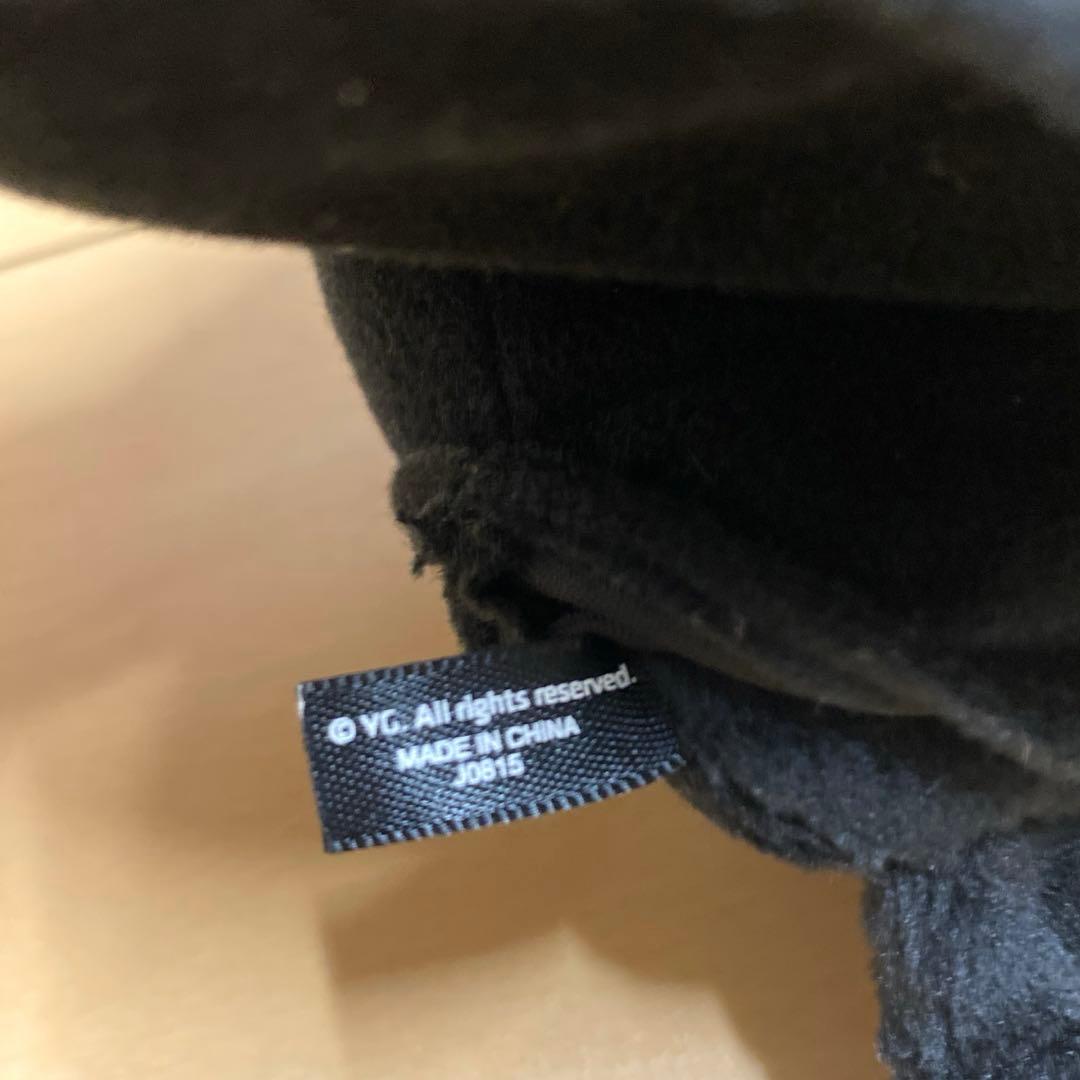 © YG. All rights reserved.
MADE IN CHINA
J0815